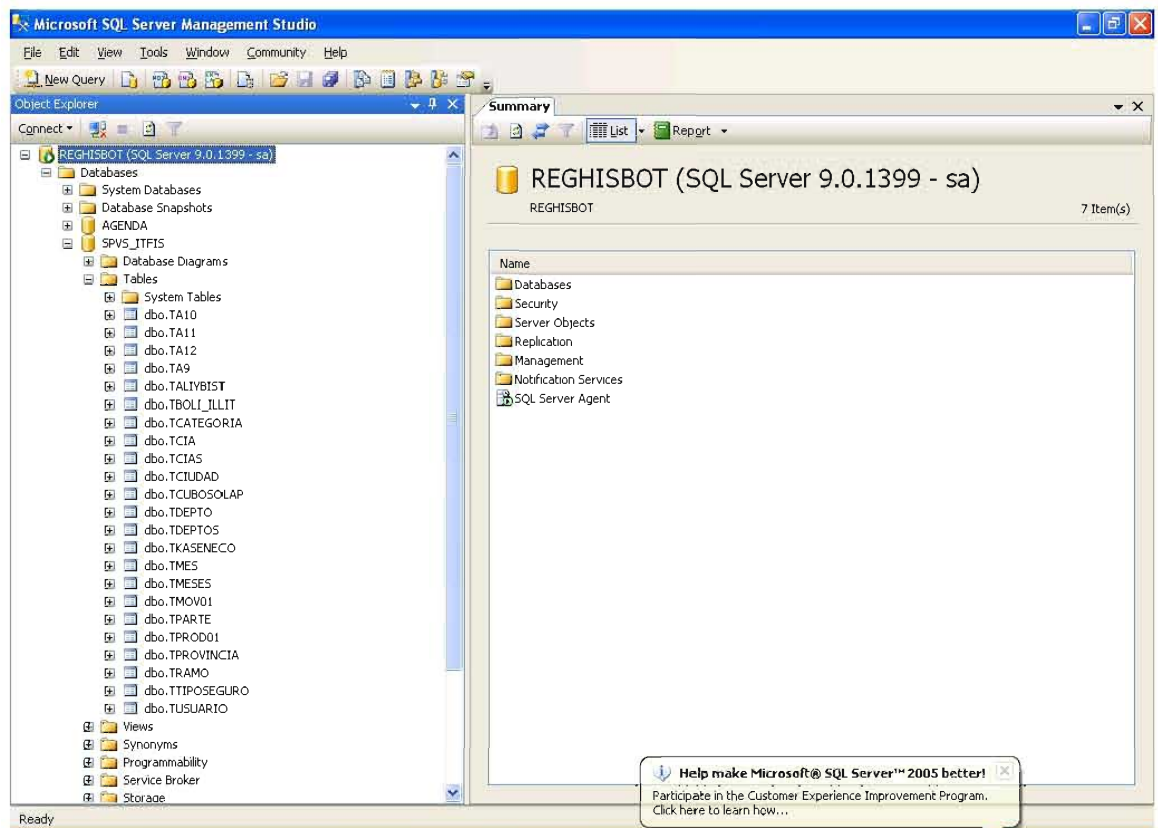 Microsoft SQL Server Management Studio
File Edit View Tools Window Community Help
New Query
Object Explorer
Connect
REGHISBOT (SQL Server 9.0.1399 - sa)
Databases
System Databases
Database Snapshots
AGENDA
SPVS_ITFIS
Database Diagrams
Tables
System Tables
dbo.TA10
dbo.TA11
dbo.TA12
dbo.TA9
dbo.TALIYBIST
dbo.TBOLI_ILLIT
dbo.TCATEGORIA
dbo.TCIA
dbo.TCIAS
dbo.TCIUDAD
dbo.TCUBOSOLAP
dbo.TDEPTO
dbo.TDEPTOS
dbo.TKASENECO
dbo.TMES
dbo.TMESES
dbo.TMOV01
dbo.TPARTE
dbo.TPROD01
dbo.TPROVINCIA
dbo.TRAMO
dbo.TTIPOSEGURO
dbo.TUSUARIO
Views
Synonyms
Programmability
Service Broker
Storage
Summary
List Report
REGHISBOT (SQL Server 9.0.1399 - sa)
REGHISBOT 7 Item(s)
Name
Databases
Security
Server Objects
Replication
Management
Notification Services
SQL Server Agent
Help make Microsoft® SQL Server™ 2005 better!
Participate in the Customer Experience Improvement Program.
Click here to learn how...
Ready